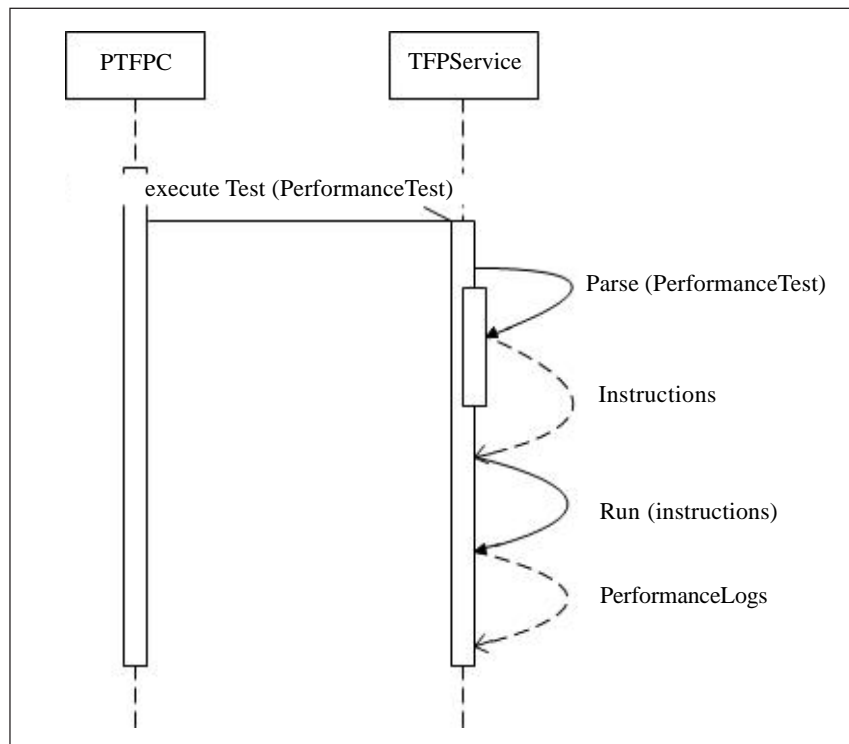 PTFPC
TFPService
execute Test (PerformanceTest)
Parse (PerformanceTest)
Instructions
Run (instructions)
PerformanceLogs